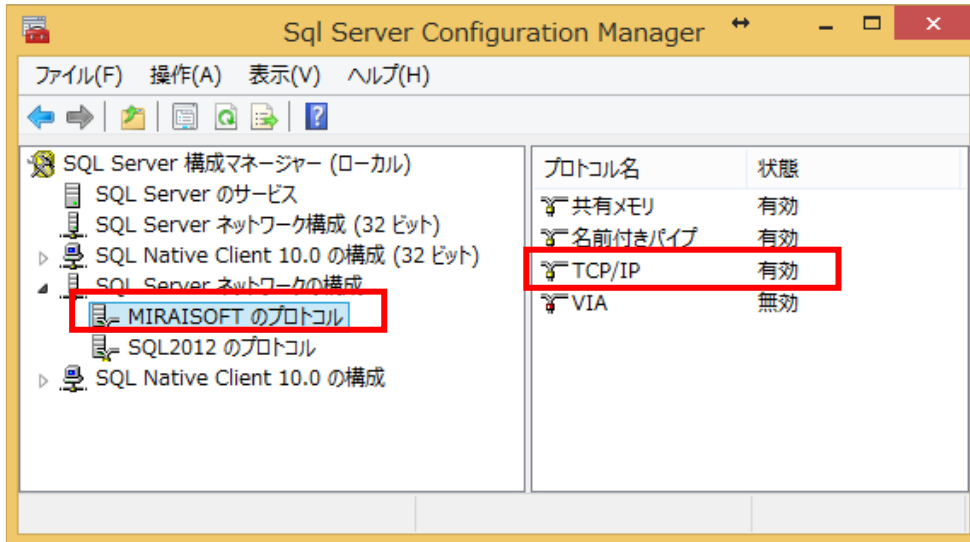 Sql Server Configuration Manager
ファイル(F) 操作(A) 表示(V) ヘルプ(H)
SQL Server 構成マネージャー (ローカル)
SQL Server のサービス
SQL Server ネットワーク構成 (32 ビット)
SQL Native Client 10.0 の構成 (32 ビット)
SQL Server ネットワークの構成
MIRAISOFT のプロトコル
SQL2012 のプロトコル
SQL Native Client 10.0 の構成
プロトコル名 状態
共有メモリ 有効
名前付きパイプ 有効
TCP/IP 有効
VIA 無効